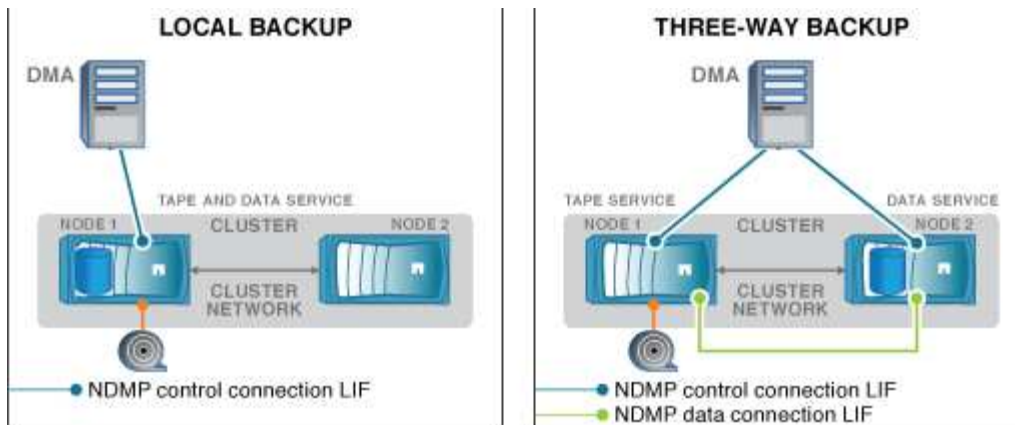 LOCAL BACKUP
DMA
TAPE AND DATA SERVICE
NODE 1
CLUSTER
NODE 2
CLUSTER
NETWORK
NDMP control connection LIF
THREE-WAY BACKUP
DMA
TAPE SERVICE
DATA SERVICE
NODE 1
CLUSTER
NODE 2
CLUSTER
NETWORK
NDMP control connection LIF
NDMP data connection LIF